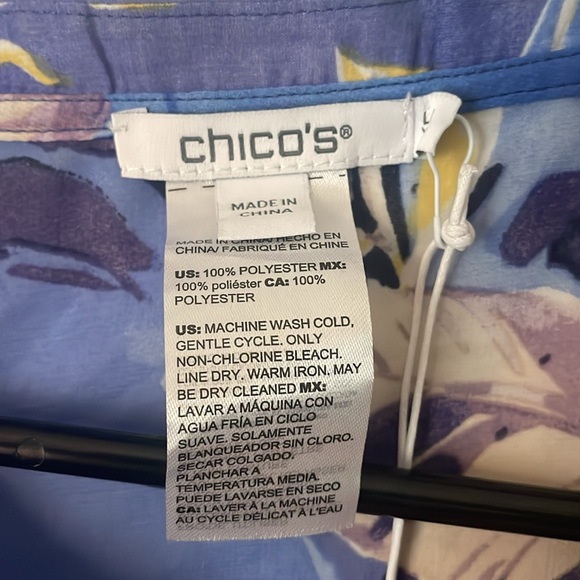 chico's®
MADE IN
CHINA
MADE IN CHINA/ HECHO EN
CHINA/ FABRIQUÉ EN CHINE
US: 100% POLYESTER MX:
100% poliéster CA: 100%
POLYESTER
US: MACHINE WASH COLD,
GENTLE CYCLE. ONLY
NON-CHLORINE BLEACH.
LINE DRY. WARM IRON. MAY
BE DRY CLEANED MX:
LAVAR A MÁQUINA CON
AGUA FRÍA EN CICLO
SUAVE. SOLAMENTE
BLANQUEADOR SIN CLORO.
SECAR COLGADO.
PLANCHAR A
TEMPERATURA MEDIA.
PUEDE LAVARSE EN SECO
CA: LAVER À LA MACHINE
AU CYCLE DÉLICAT À L'EAU